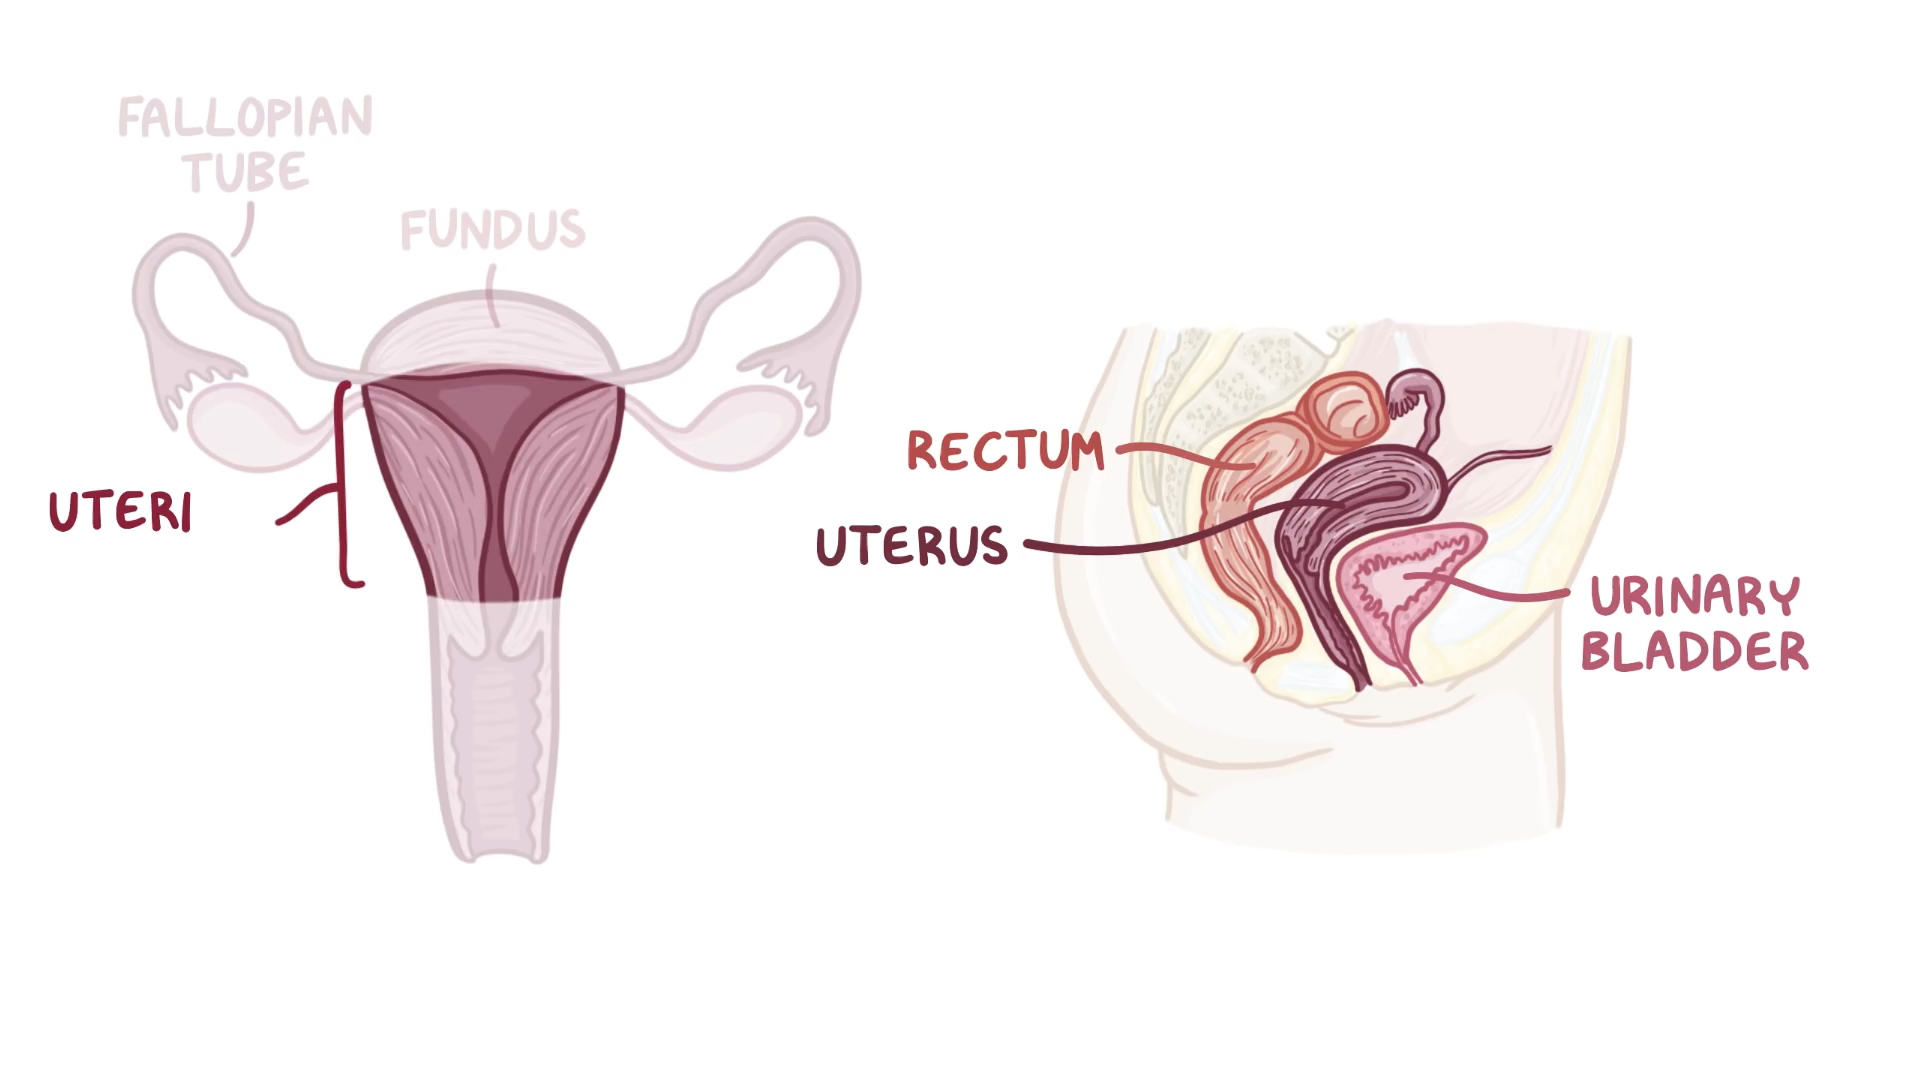 FALLOPIAN
TUBE
FUNDUS
UTERI
RECTUM
UTERUS
URINARY
BLADDER